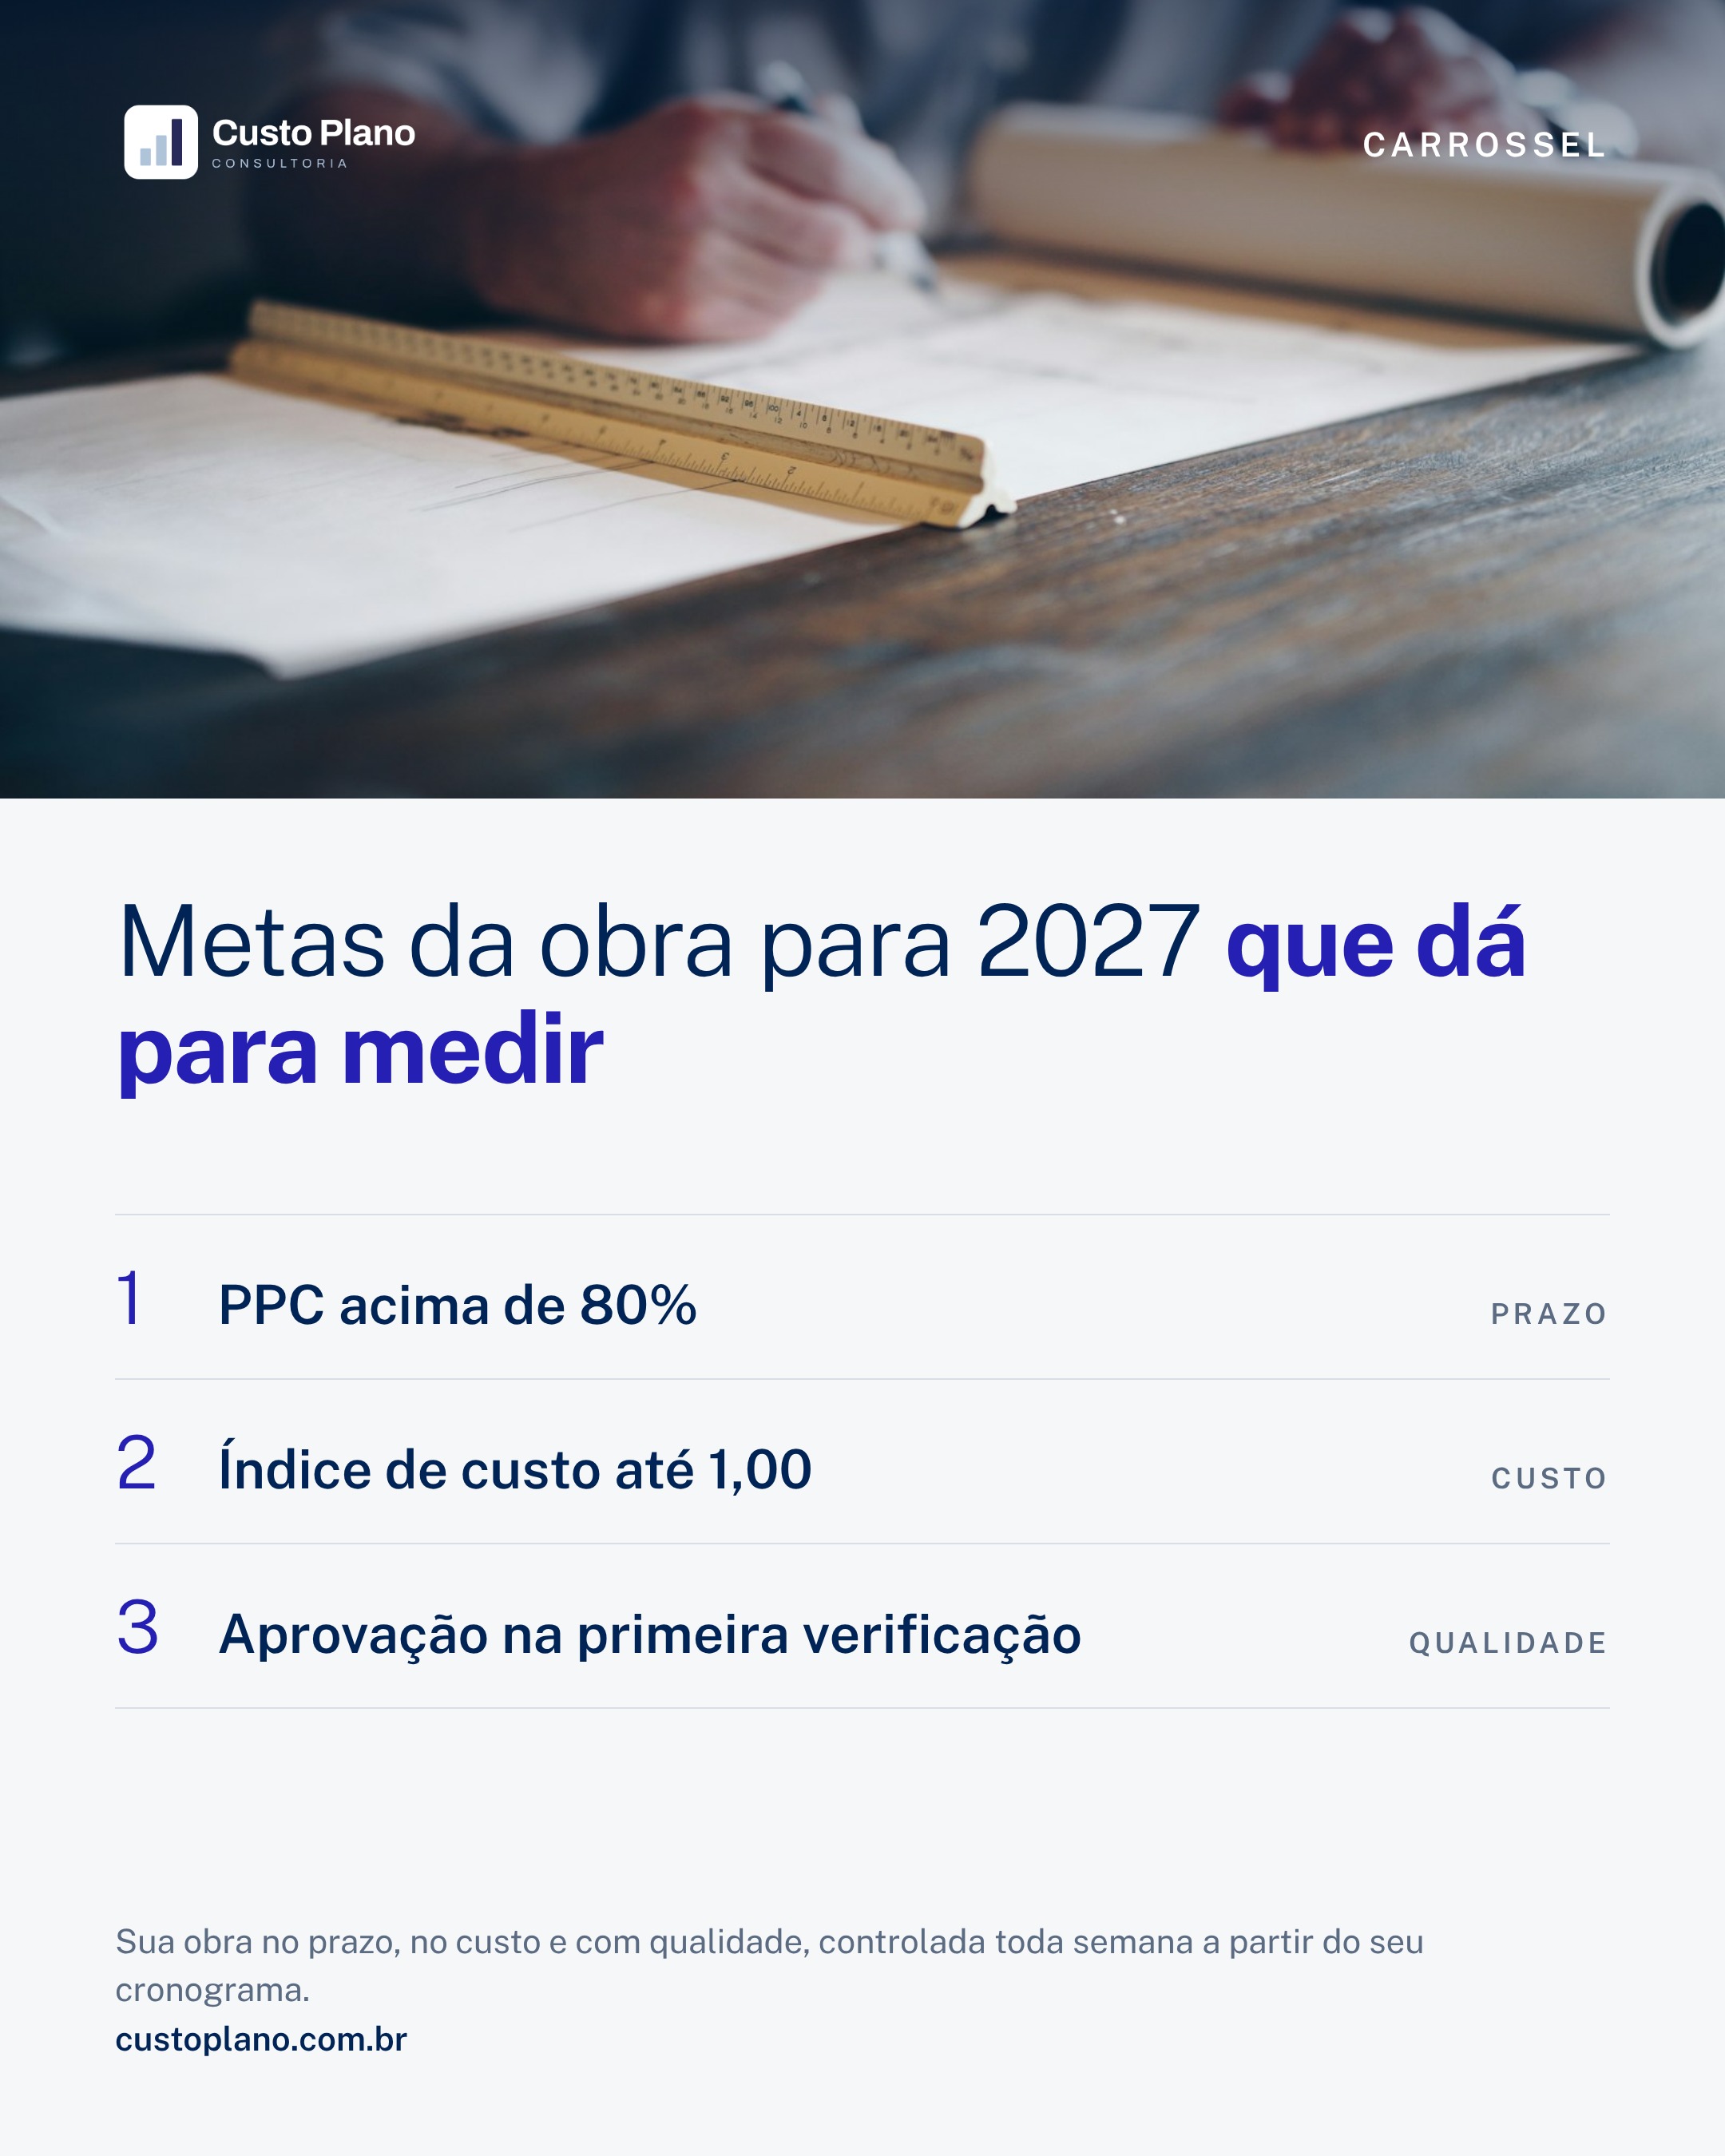 Custo Plano
CONSULTORIA
CARROSSEL
Metas da obra para 2027 que dá
para medir
1 PPC acima de 80% PRAZO
2 Índice de custo até 1,00 CUSTO
3 Aprovação na primeira verificação QUALIDADE
Sua obra no prazo, no custo e com qualidade, controlada toda semana a partir do seu
cronograma.
custoplano.com.br